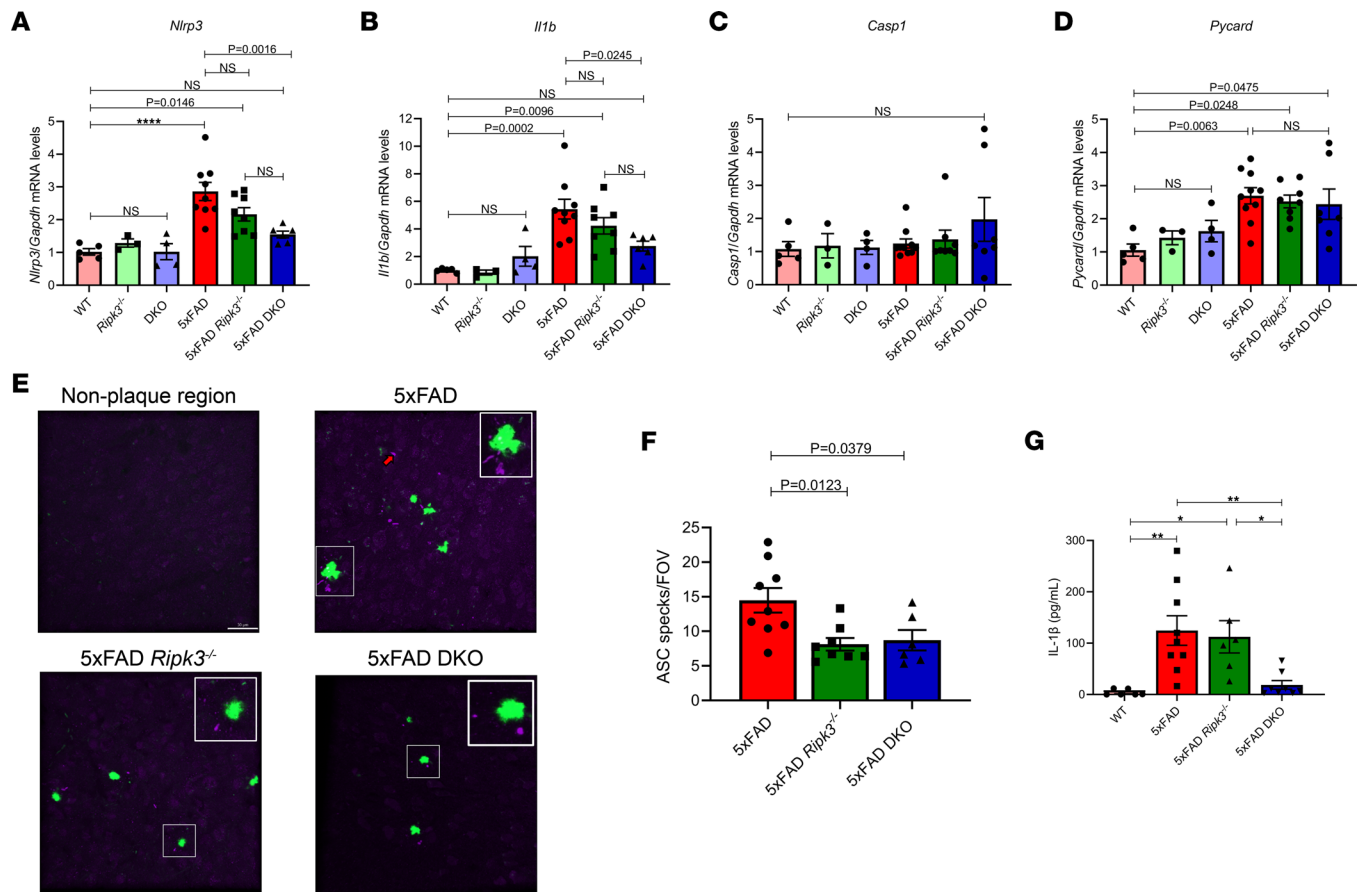 A
Nlrp3
P=0.0016
NS
NS
P=0.0146
****
NS
NS
Nlrp3/Gapdh mRNA levels
5
4
3
2
1
0
WT
Ripk3-/-
DKO
5xFAD
5xFAD Ripk3-/-
5xFAD DKO
B
Il1b
P=0.0245
NS
NS
P=0.0096
P=0.0002
NS
NS
Il1b/Gapdh mRNA levels
12
10
8
6
4
2
0
WT
Ripk3-/-
DKO
5xFAD
5xFAD Ripk3-/-
5xFAD DKO
C
Casp1
NS
Casp1/Gapdh mRNA levels
5
4
3
2
1
0
WT
Ripk3-/-
DKO
5xFAD
5xFAD Ripk3-/-
5xFAD DKO
D
Pycard
P=0.0475
P=0.0248
P=0.0063
NS
NS
Pycard/Gapdh mRNA levels
5
4
3
2
1
0
WT
Ripk3-/-
DKO
5xFAD
5xFAD Ripk3-/-
5xFAD DKO
E
Non-plaque region
5xFAD
5xFAD Ripk3-/-
5xFAD DKO
F
P=0.0379
P=0.0123
ASC specks/FOV
25
20
15
10
5
0
5xFAD
5xFAD Ripk3-/-
5xFAD DKO
G
**
*
*
**
IL-1β (pg/mL)
300
200
100
0
WT
5xFAD
5xFAD Ripk3-/-
5xFAD DKO